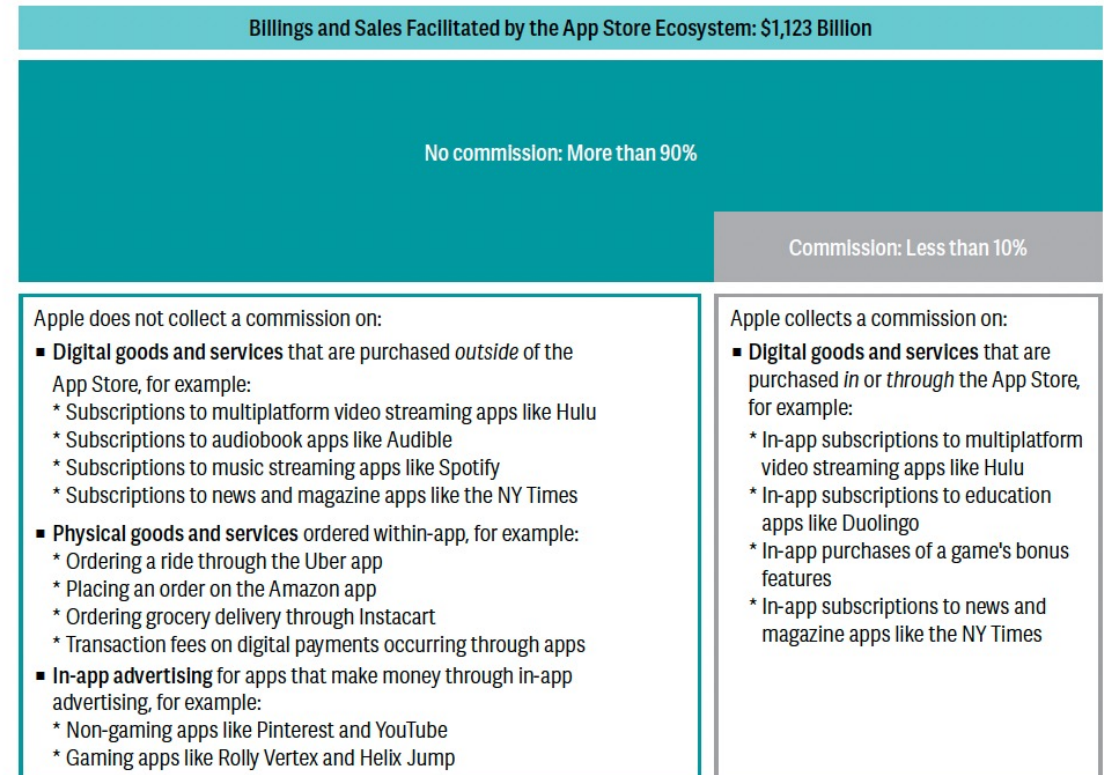 Billings and Sales Facilitated by the App Store Ecosystem: $1,123 Billion
No commission: More than 90%
Commission: Less than 10%
Apple does not collect a commission on:
▪ Digital goods and services that are purchased outside of the
App Store, for example:
* Subscriptions to multiplatform video streaming apps like Hulu
* Subscriptions to audiobook apps like Audible
* Subscriptions to music streaming apps like Spotify
* Subscriptions to news and magazine apps like the NY Times
▪ Physical goods and services ordered within-app, for example:
* Ordering a ride through the Uber app
* Placing an order on the Amazon app
* Ordering grocery delivery through Instacart
* Transaction fees on digital payments occurring through apps
▪ In-app advertising for apps that make money through in-app
advertising, for example:
* Non-gaming apps like Pinterest and YouTube
* Gaming apps like Rolly Vertex and Helix Jump
Apple collects a commission on:
▪ Digital goods and services that are
purchased in or through the App Store,
for example:
* In-app subscriptions to multiplatform
video streaming apps like Hulu
* In-app subscriptions to education
apps like Duolingo
* In-app purchases of a game's bonus
features
* In-app subscriptions to news and
magazine apps like the NY Times